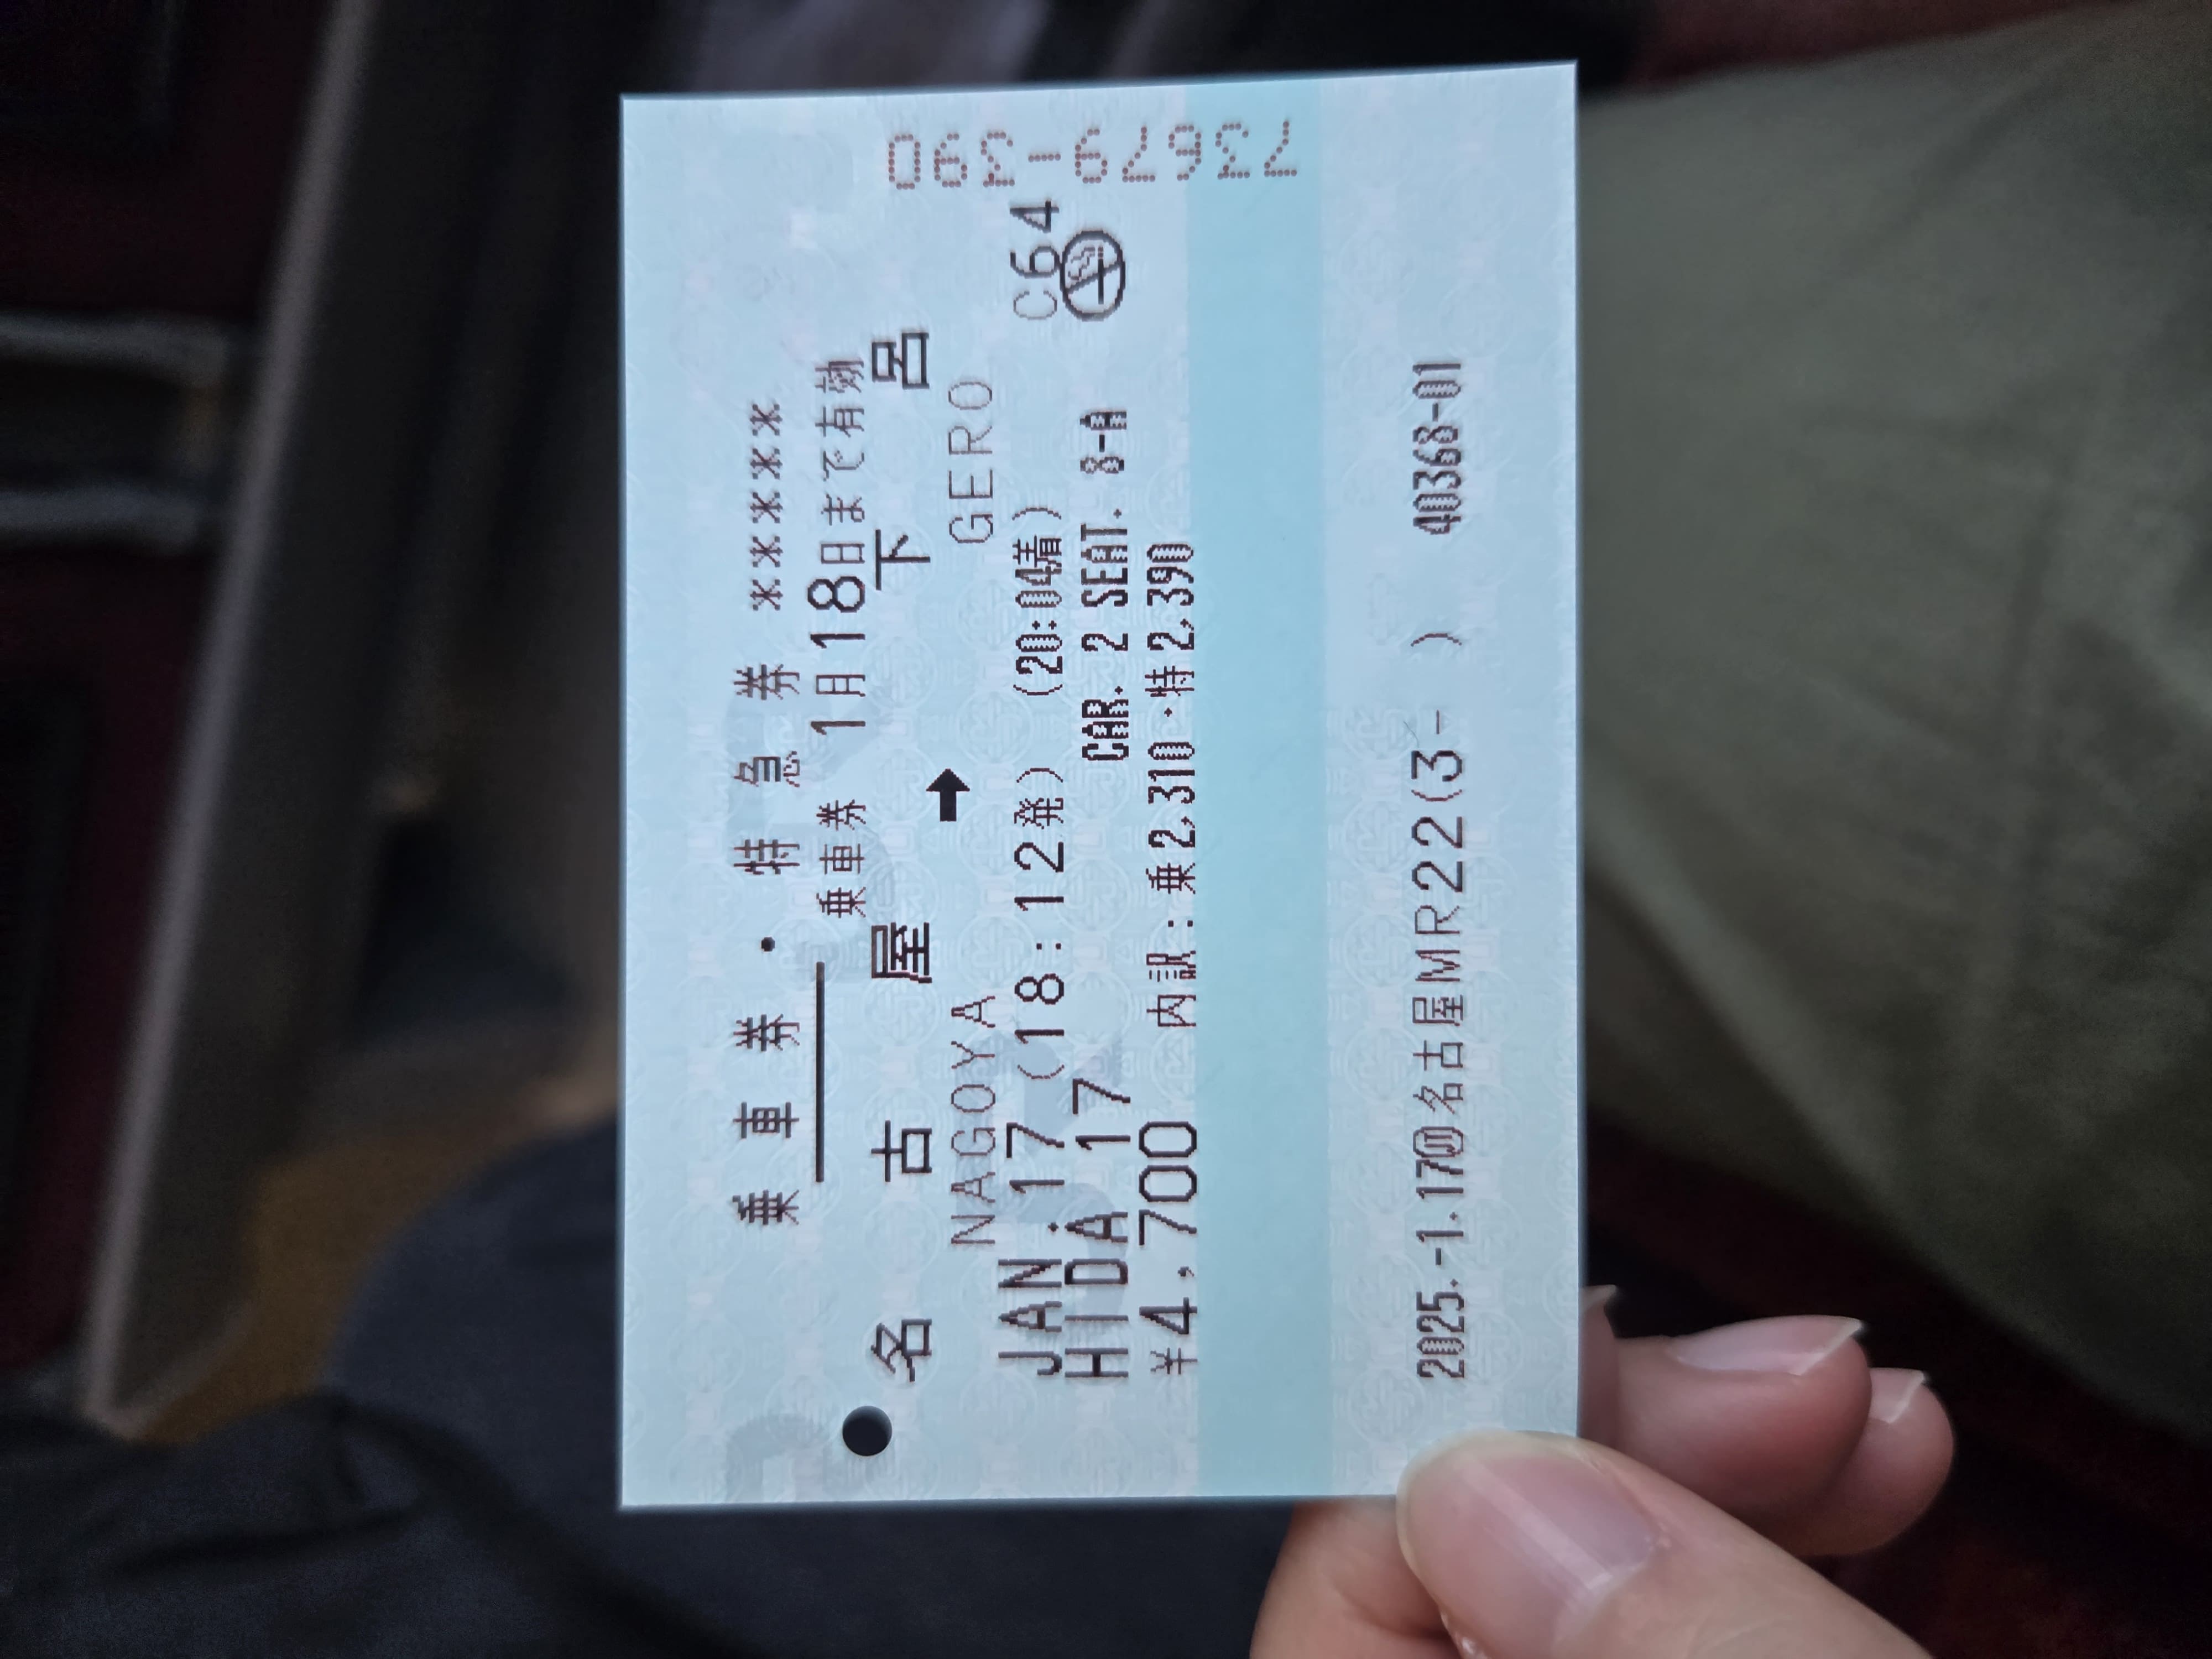 乗車券・特急券 ******
乗車券 1月18日まで有効
名古屋 ➡ 下呂
NAGOYA GERO
JAN.17 (18:12発) (20:04着) C64
HIDA 17 CAR. 2 SEAT. 8-A
¥4,700 内訳:乗2,310・特2,390
2025.-1.17 名古屋MR22(3- ) 40368-01
73679-390